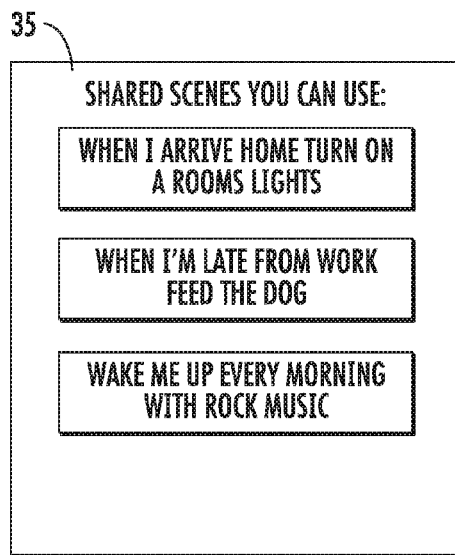 35
SHARED SCENES YOU CAN USE:
WHEN I ARRIVE HOME TURN ON
A ROOMS LIGHTS
WHEN I'M LATE FROM WORK
FEED THE DOG
WAKE ME UP EVERY MORNING
WITH ROCK MUSIC